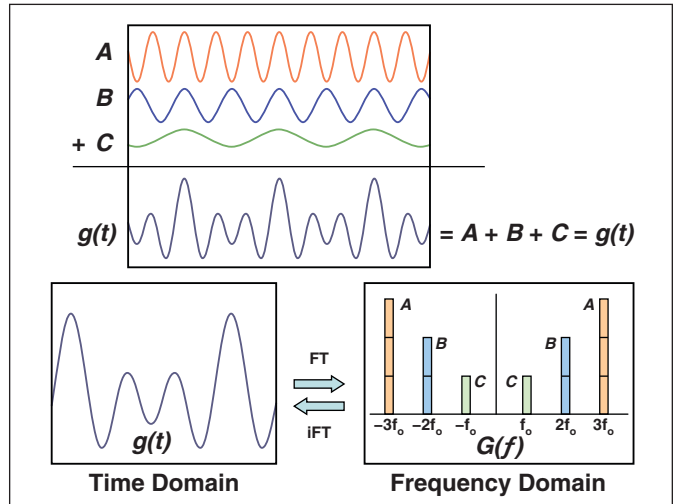 A
B
+ C
g(t)
= A + B + C = g(t)
g(t)
Time Domain
FT
iFT
A
B
C
C
B
A
−3fo −2fo −fo fo 2fo 3fo
G(f)
Frequency Domain